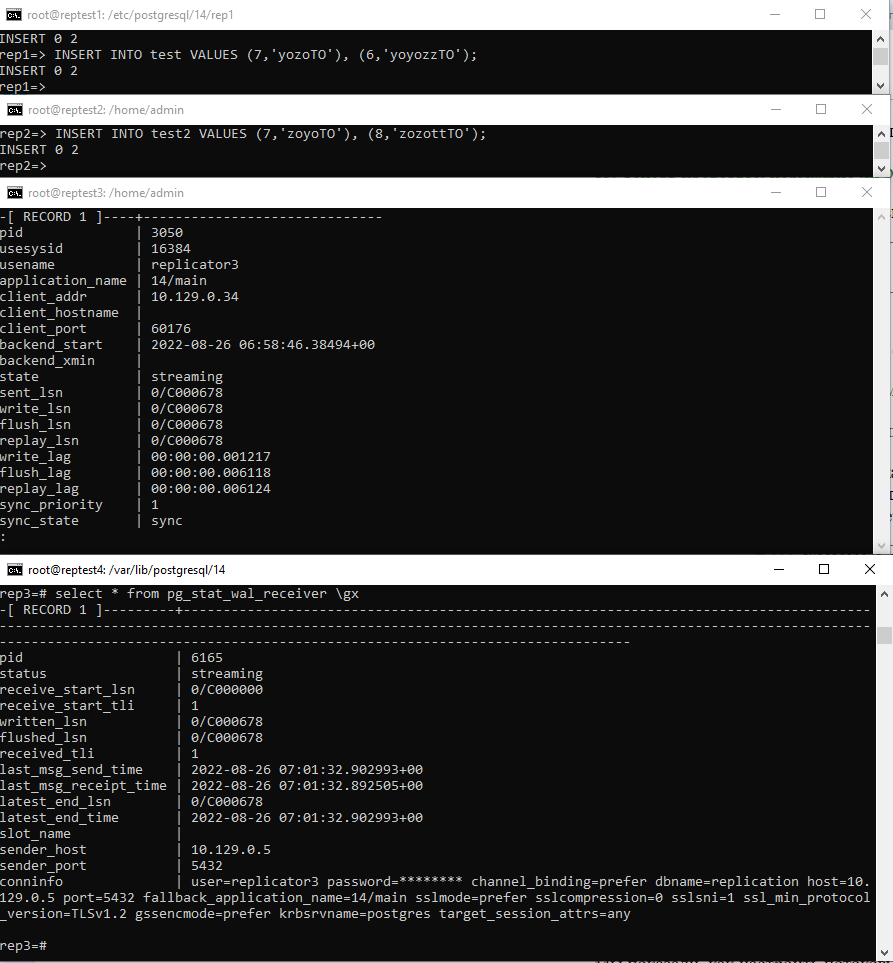 root@reptest1: /etc/postgresql/14/rep1
INSERT 0 2
rep1=> INSERT INTO test VALUES (7,'yozoTO'), (6,'yoyozzTO');
INSERT 0 2
rep1=>
root@reptest2: /home/admin
rep2=> INSERT INTO test2 VALUES (7,'zoyoTO'), (8,'zozottTO');
INSERT 0 2
rep2=>
root@reptest3: /home/admin
-[ RECORD 1 ]----+------------------------------
pid              | 3050
usesysid         | 16384
usename          | replicator3
application_name | 14/main
client_addr      | 10.129.0.34
client_hostname  |
client_port      | 60176
backend_start    | 2022-08-26 06:58:46.38494+00
backend_xmin     |
state            | streaming
sent_lsn         | 0/C000678
write_lsn        | 0/C000678
flush_lsn        | 0/C000678
replay_lsn       | 0/C000678
write_lag        | 00:00:00.001217
flush_lag        | 00:00:00.006118
replay_lag       | 00:00:00.006124
sync_priority    | 1
sync_state       | sync
:
root@reptest4: /var/lib/postgresql/14
rep3=# select * from pg_stat_wal_receiver \gx
-[ RECORD 1 ]---------+--------------------------------------------------------------------------------------
-------------------------------------------------------------------------------------------------------------
-------------------------------------------------------------------------------
pid                   | 6165
status                | streaming
receive_start_lsn     | 0/C000000
receive_start_tli     | 1
written_lsn           | 0/C000678
flushed_lsn           | 0/C000678
received_tli          | 1
last_msg_send_time    | 2022-08-26 07:01:32.902993+00
last_msg_receipt_time | 2022-08-26 07:01:32.892505+00
latest_end_lsn        | 0/C000678
latest_end_time       | 2022-08-26 07:01:32.902993+00
slot_name             |
sender_host           | 10.129.0.5
sender_port           | 5432
conninfo              | user=replicator3 password=******** channel_binding=prefer dbname=replication host=10.
129.0.5 port=5432 fallback_application_name=14/main sslmode=prefer sslcompression=0 sslsni=1 ssl_min_protocol
_version=TLSv1.2 gssencmode=prefer krbsrvname=postgres target_session_attrs=any
rep3=#